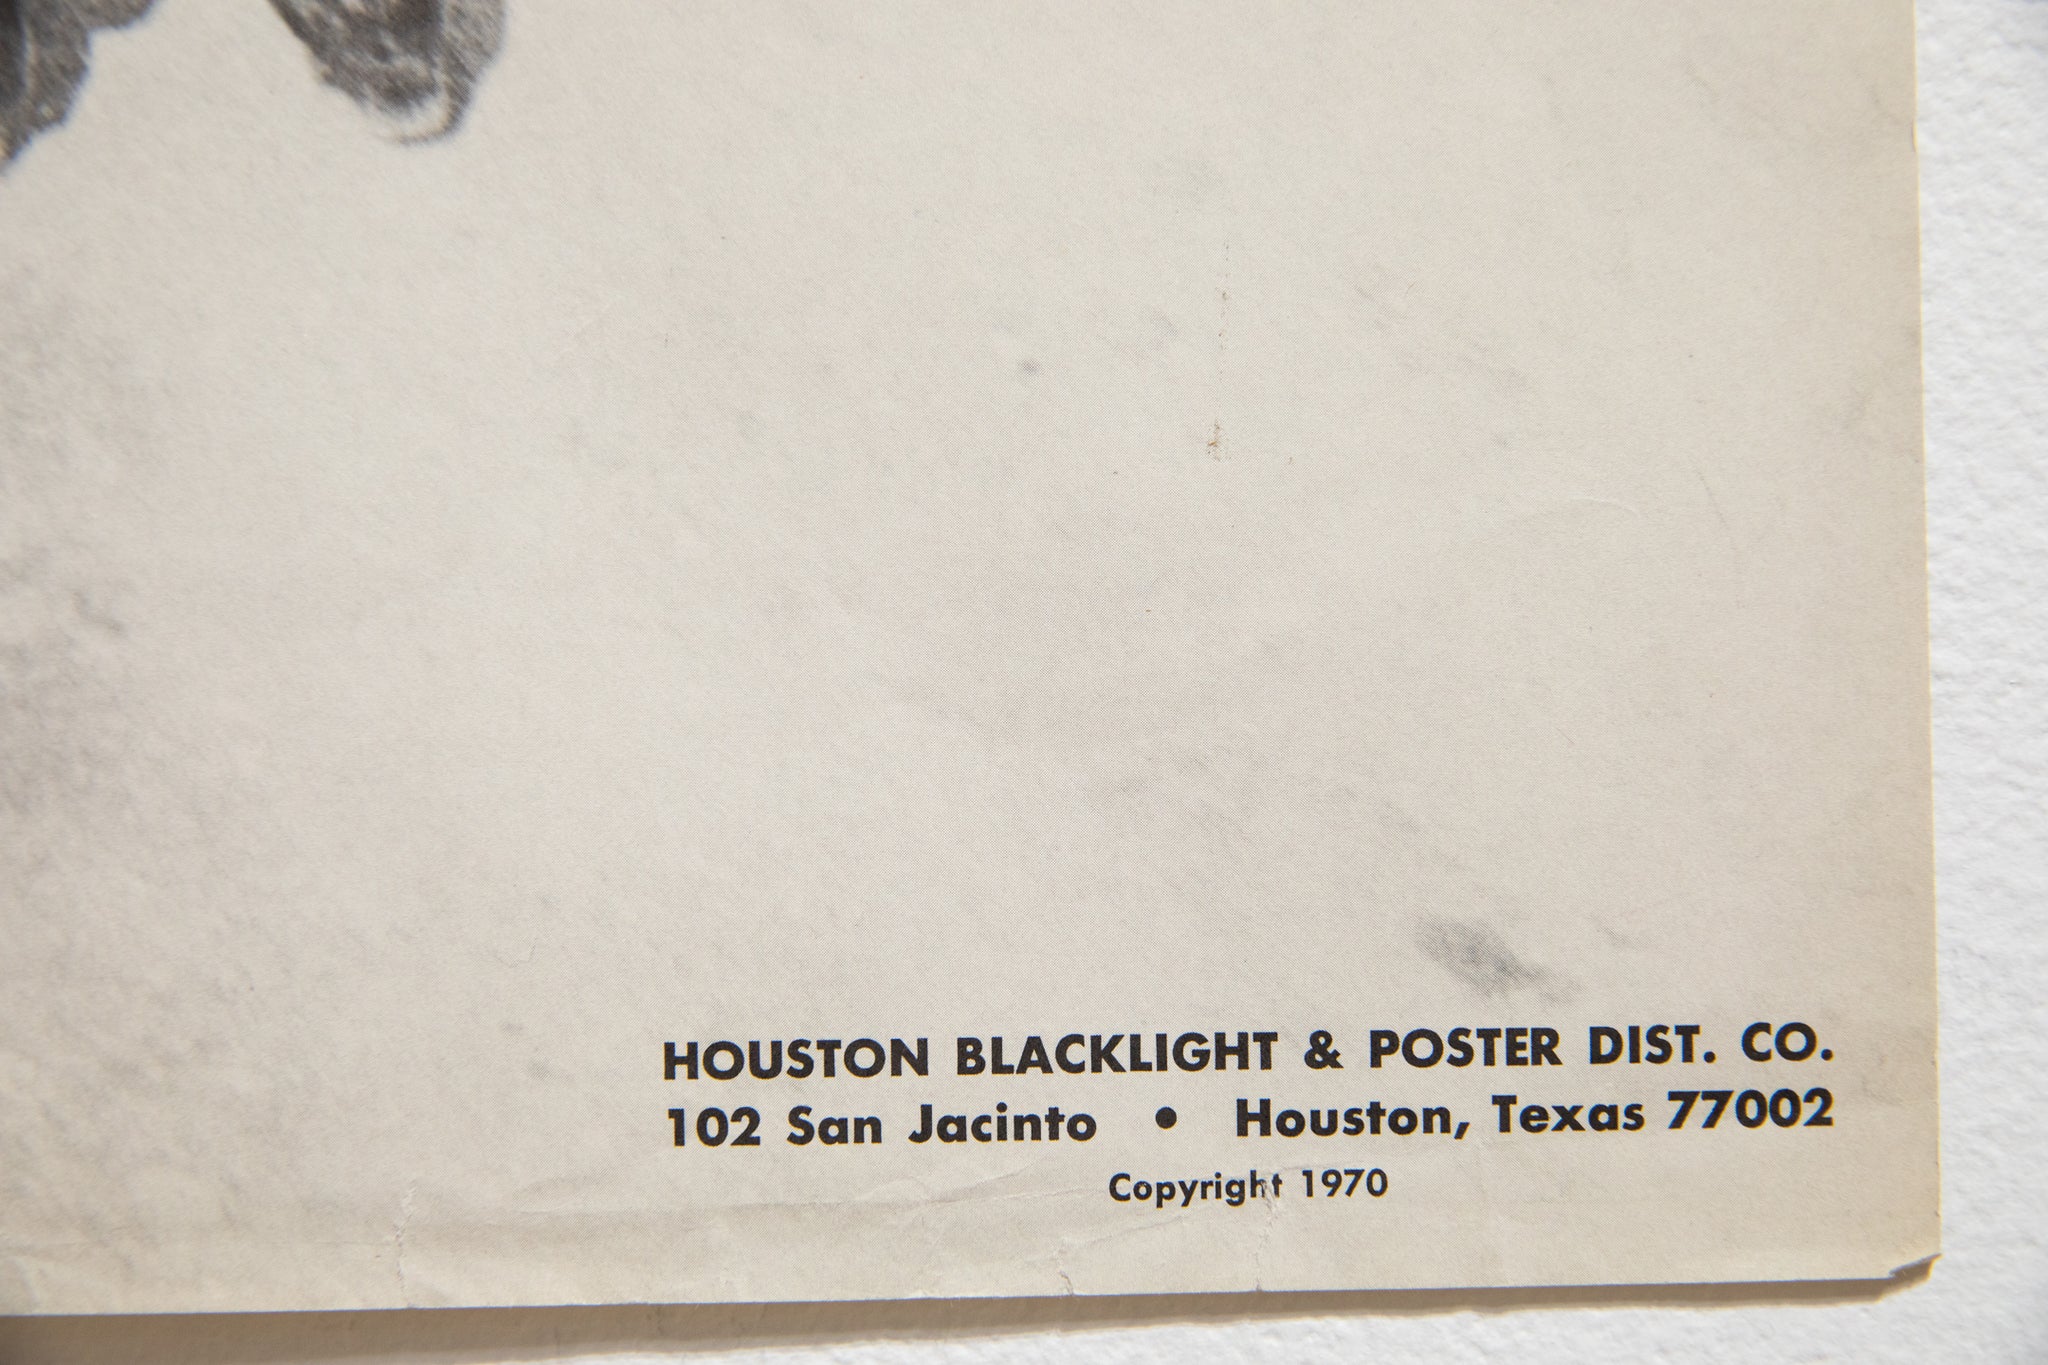 HOUSTON BLACKLIGHT & POSTER DIST. CO.
102 San Jacinto • Houston, Texas 77002
Copyright 1970